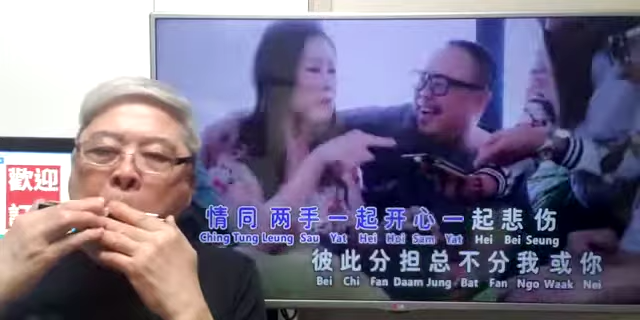 歡迎
情同两手一起开心一起悲伤
Ching Tung Leung Sau Yat Hei Hoi Sam Yat Hei Bei Seung
彼此分担总不分我或你
Bei Chi Fan Daam Jung Bat Fan Ngo Waak Nei